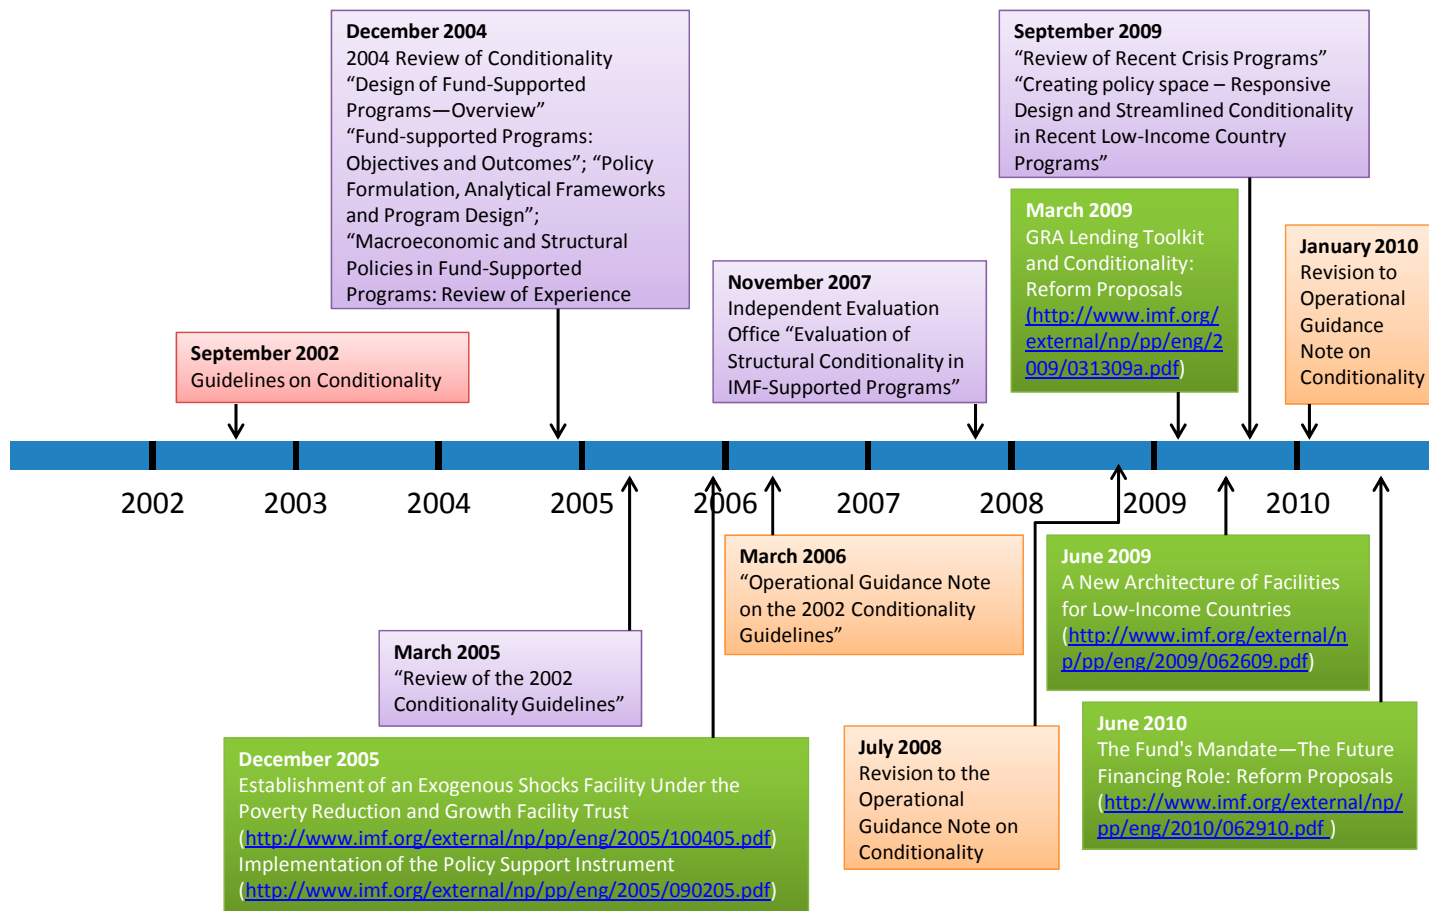 December 2004
2004 Review of Conditionality
“Design of Fund-Supported
Programs—Overview”
“Fund-supported Programs:
Objectives and Outcomes”; “Policy
Formulation, Analytical Frameworks
and Program Design”;
“Macroeconomic and Structural
Policies in Fund-Supported
Programs: Review of Experience
September 2009
“Review of Recent Crisis Programs”
“Creating policy space – Responsive
Design and Streamlined Conditionality
in Recent Low-Income Country
Programs”
March 2009
GRA Lending Toolkit
and Conditionality:
Reform Proposals
(http://www.imf.org/
external/np/pp/eng/2
009/031309a.pdf)
January 2010
Revision to
Operational
Guidance
Note on
Conditionality
November 2007
Independent Evaluation
Office “Evaluation of
Structural Conditionality in
IMF-Supported Programs”
September 2002
Guidelines on Conditionality
2002 2003 2004 2005 2006 2007 2008 2009 2010
March 2006
“Operational Guidance Note
on the 2002 Conditionality
Guidelines”
June 2009
A New Architecture of Facilities
for Low-Income Countries
(http://www.imf.org/external/n
p/pp/eng/2009/062609.pdf)
March 2005
“Review of the 2002
Conditionality Guidelines”
December 2005
Establishment of an Exogenous Shocks Facility Under the
Poverty Reduction and Growth Facility Trust
(http://www.imf.org/external/np/pp/eng/2005/100405.pdf)
Implementation of the Policy Support Instrument
(http://www.imf.org/external/np/pp/eng/2005/090205.pdf)
July 2008
Revision to the
Operational
Guidance Note on
Conditionality
June 2010
The Fund's Mandate—The Future
Financing Role: Reform Proposals
(http://www.imf.org/external/np/
pp/eng/2010/062910.pdf )